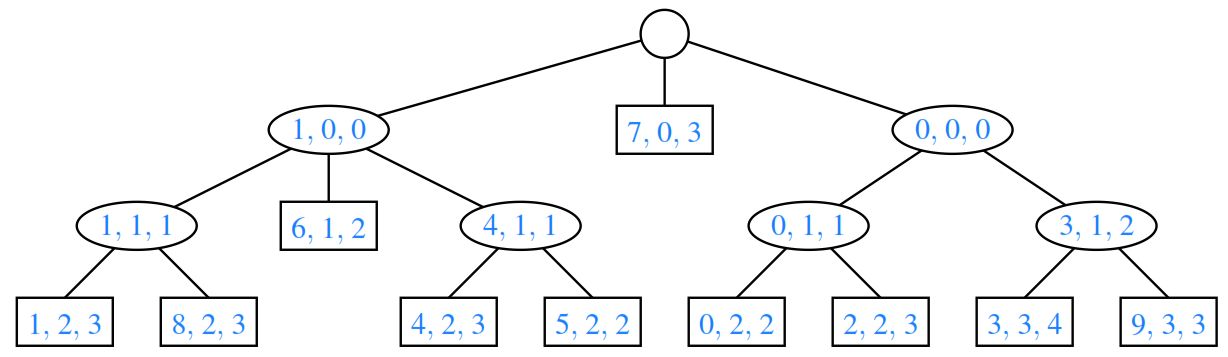 1, 0, 0
7, 0, 3
0, 0, 0
1, 1, 1
6, 1, 2
4, 1, 1
0, 1, 1
3, 1, 2
1, 2, 3
8, 2, 3
4, 2, 3
5, 2, 2
0, 2, 2
2, 2, 3
3, 3, 4
9, 3, 3